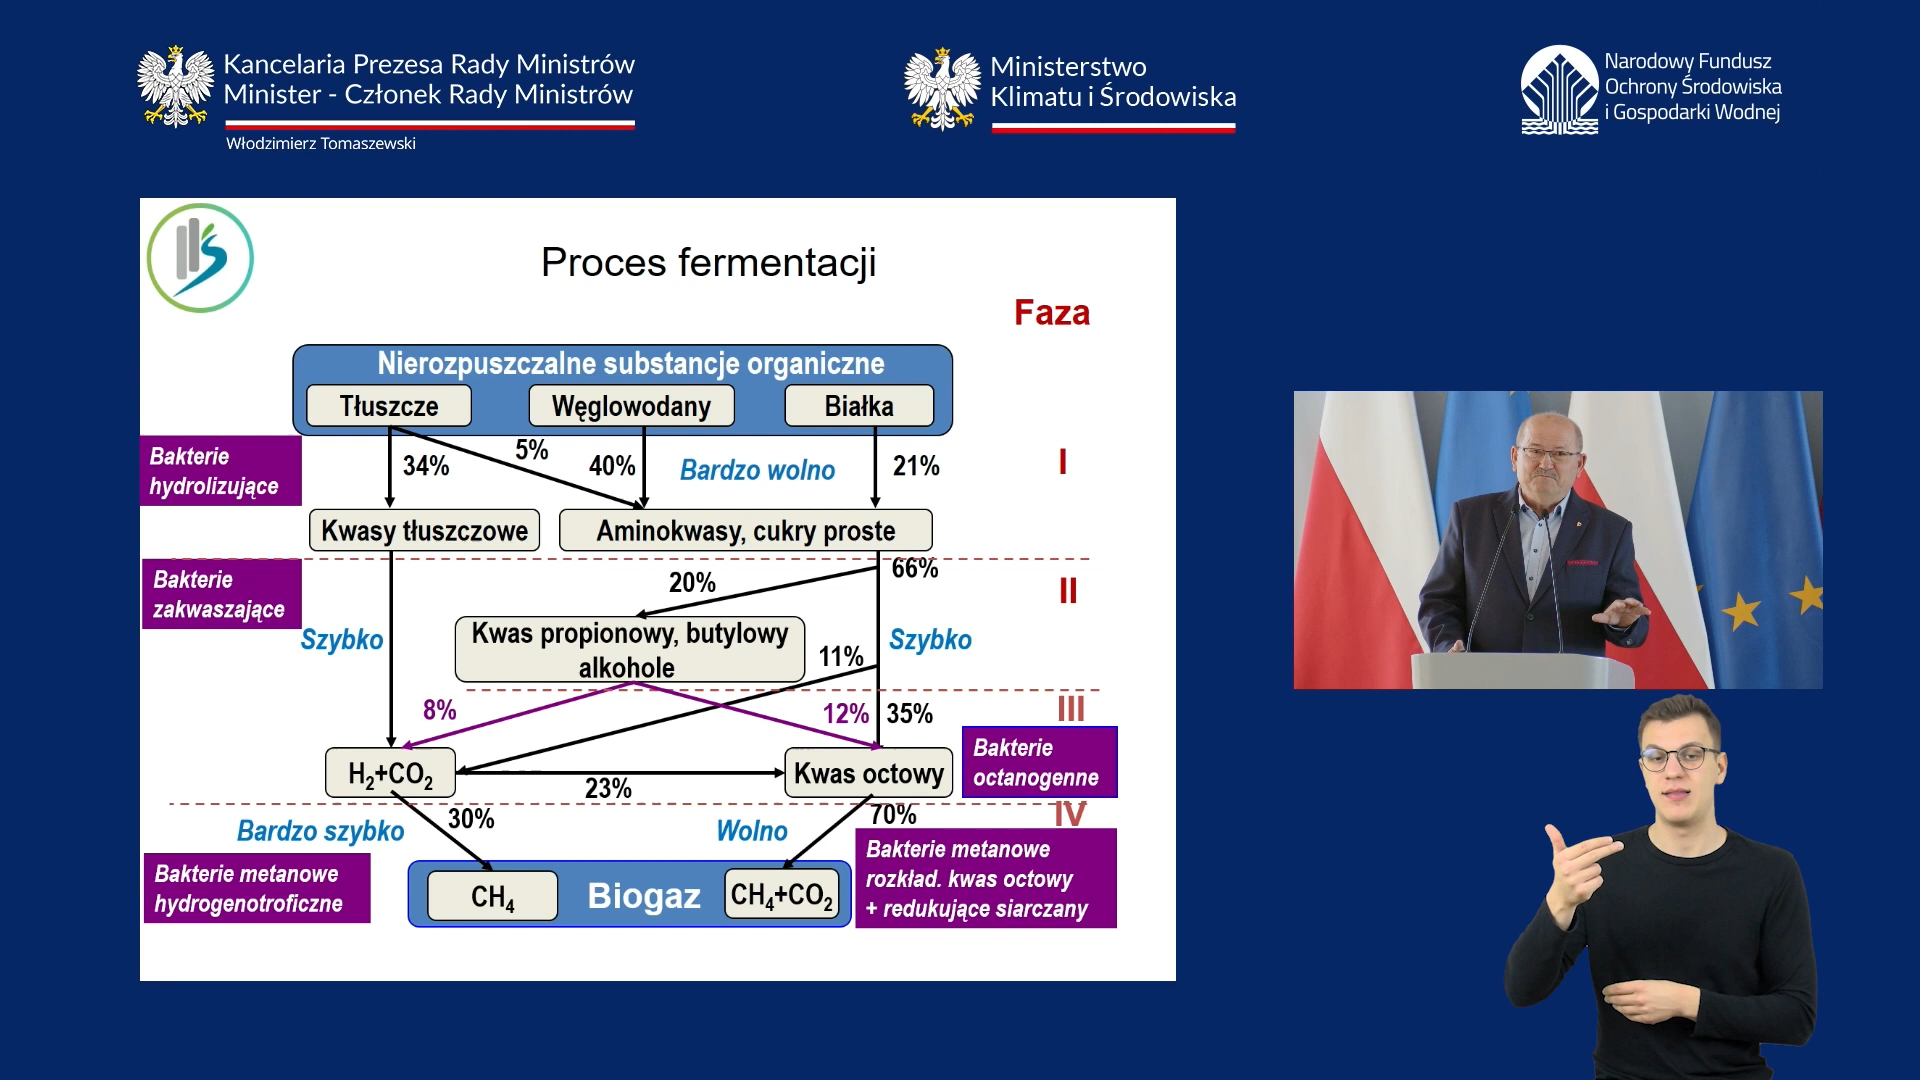 Kancelaria Prezesa Rady Ministrów
Minister - Członek Rady Ministrów
Włodzimierz Tomaszewski
Ministerstwo
Klimatu i Środowiska
Narodowy Fundusz
Ochrony Środowiska
i Gospodarki Wodnej
Proces fermentacji
Faza
Nierozpuszczalne substancje organiczne
Tłuszcze
Węglowodany
Białka
Bakterie
hydrolizujące
34%
5%
40%
Bardzo wolno
21%
I
Kwasy tłuszczowe
Aminokwasy, cukry proste
Bakterie
zakwaszające
66%
20%
II
Szybko
Kwas propionowy, butylowy
alkohole
Szybko
11%
8%
12%
35%
III
H₂+CO₂
23%
Kwas octowy
Bakterie
octanogenne
30%
70%
IV
Bardzo szybko
Wolno
Bakterie metanowe
hydrogenotroficzne
CH₄
Biogaz
CH₄+CO₂
Bakterie metanowe
rozkład. kwas octowy
+ redukujące siarczany